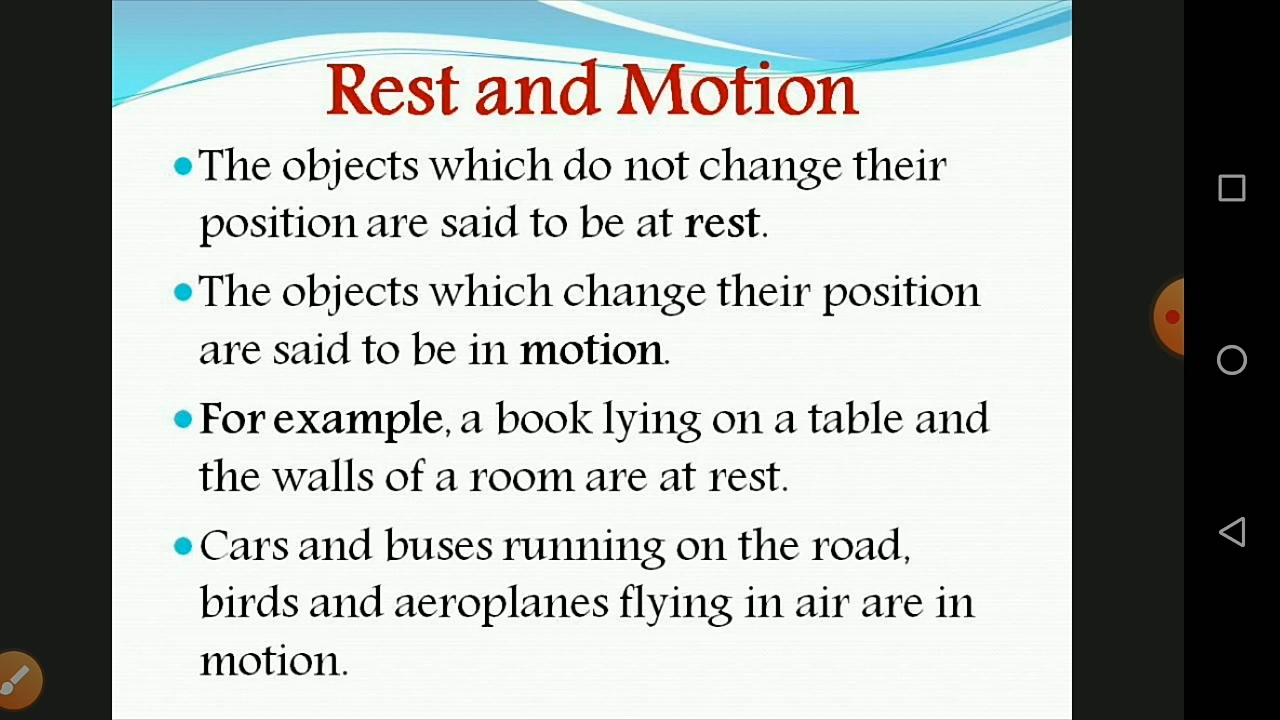 Rest and Motion
The objects which do not change their
position are said to be at rest.
The objects which change their position
are said to be in motion.
For example, a book lying on a table and
the walls of a room are at rest.
Cars and buses running on the road,
birds and aeroplanes flying in air are in
motion.